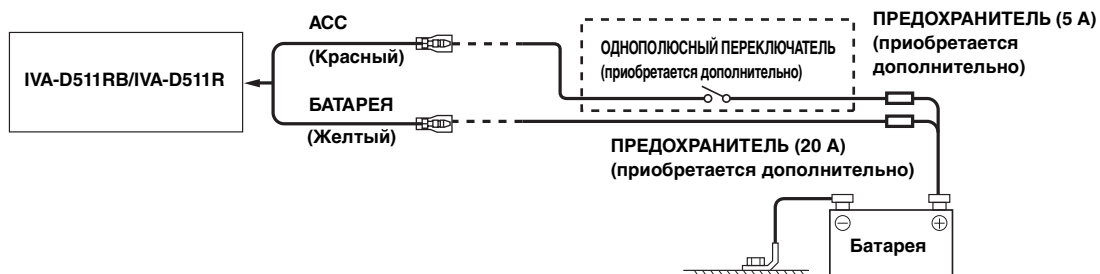 IVA-D511RB/IVA-D511R
ACC
(Красный)
БАТАРЕЯ
(Желтый)
ОДНОПОЛЮСНЫЙ ПЕРЕКЛЮЧАТЕЛЬ
(приобретается дополнительно)
ПРЕДОХРАНИТЕЛЬ (5 А)
(приобретается
дополнительно)
ПРЕДОХРАНИТЕЛЬ (20 А)
(приобретается дополнительно)
Батарея